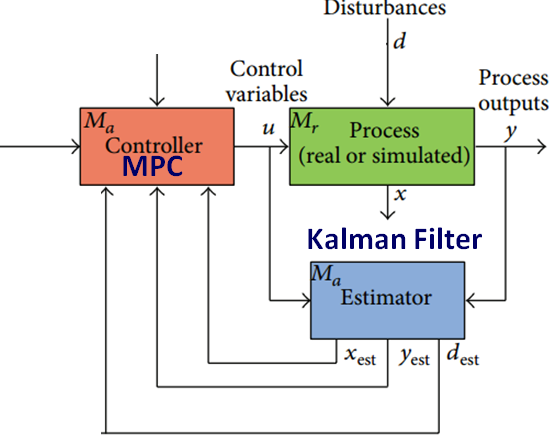 Disturbances
d
Control
variables
Process
outputs
u
y
Ma
Controller
MPC
Mr
Process
(real or simulated)
x
Kalman Filter
Ma
Estimator
xest
yest
dest